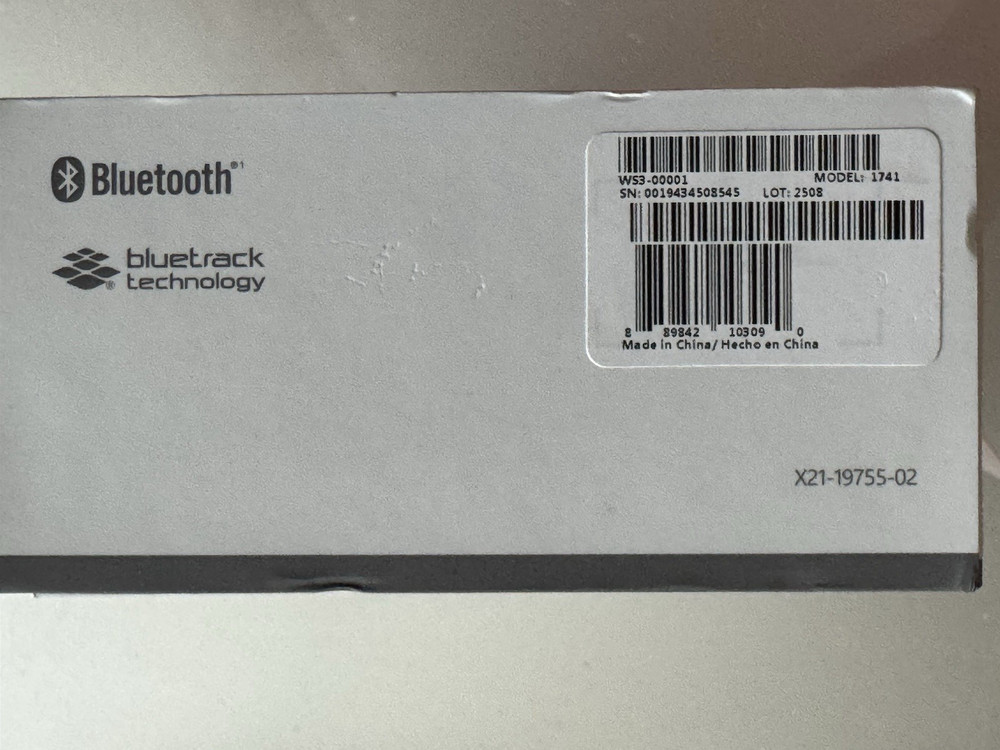 Bluetooth®1
bluetrack
technology®
WS3-00001 MODEL: 1741
SN: 0019434508545 LOT: 2508
8 89842 10309 0
Made in China/ Hecho en China
X21-19755-02